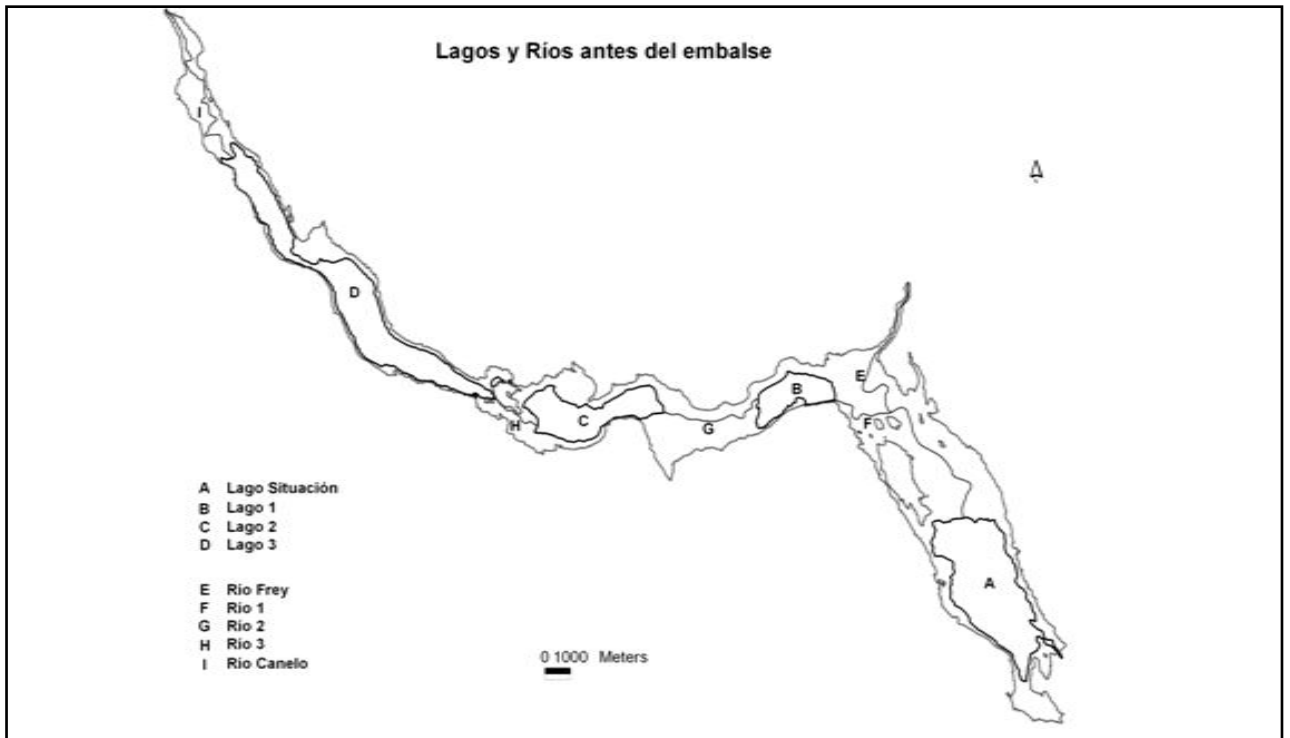 Lagos y Ríos antes del embalse
I
D
E
B
C
F
G
H
A
A Lago Situación
B Lago 1
C Lago 2
D Lago 3
E Río Frey
F Río 1
G Río 2
H Río 3
I Río Canelo
0 1000 Meters